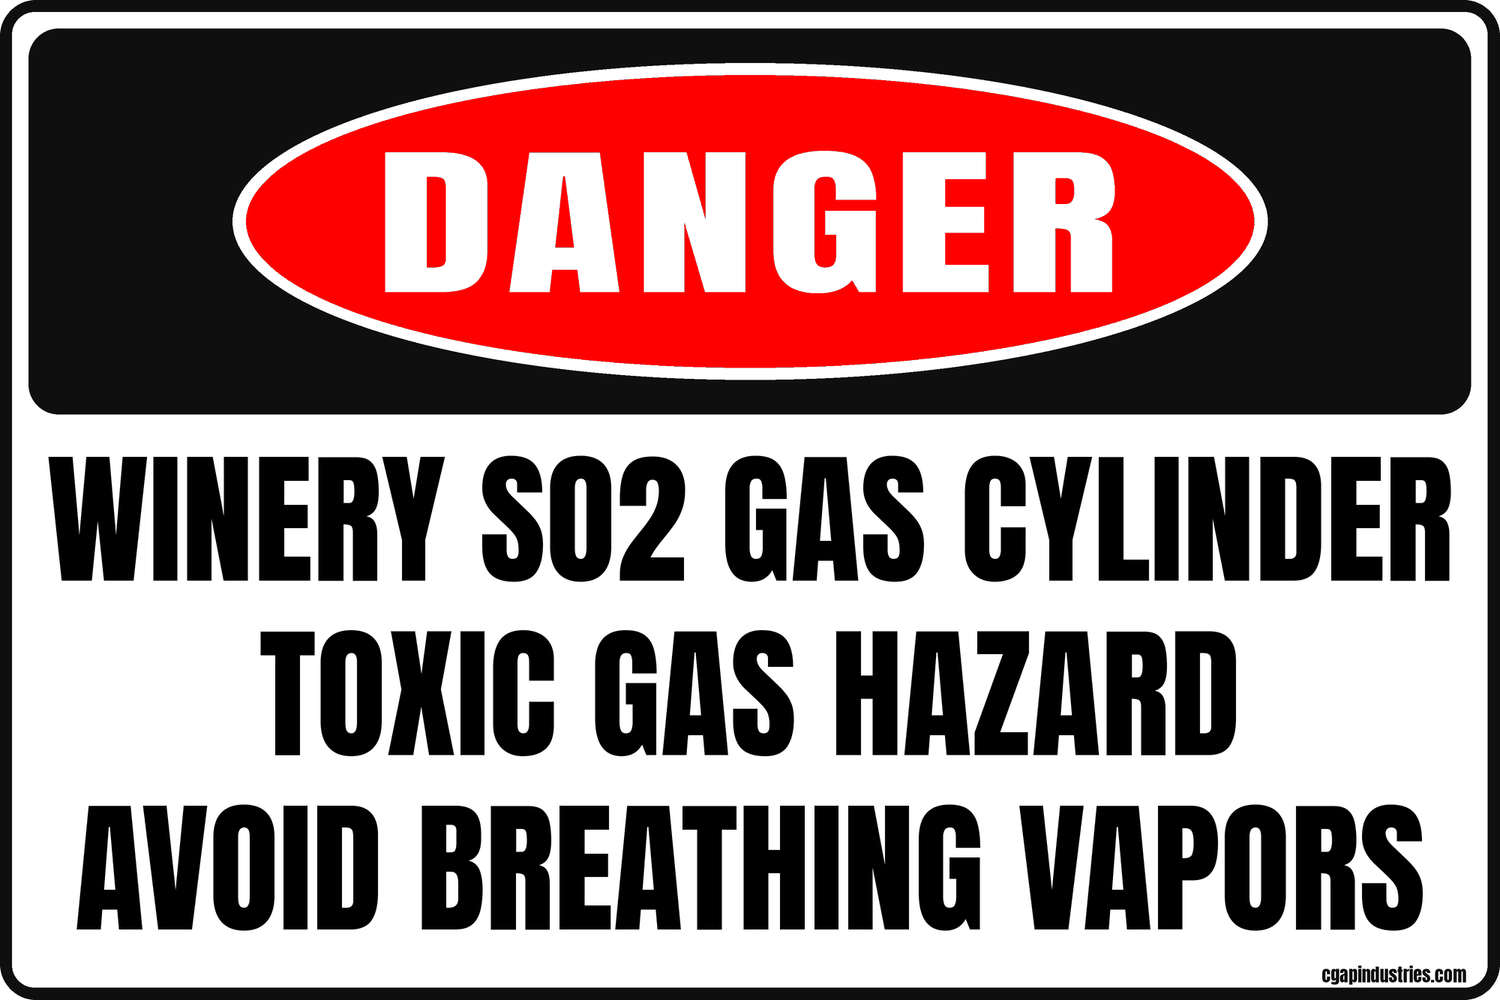 DANGER
WINERY SO2 GAS CYLINDER
TOXIC GAS HAZARD
AVOID BREATHING VAPORS
cgapindustries.com